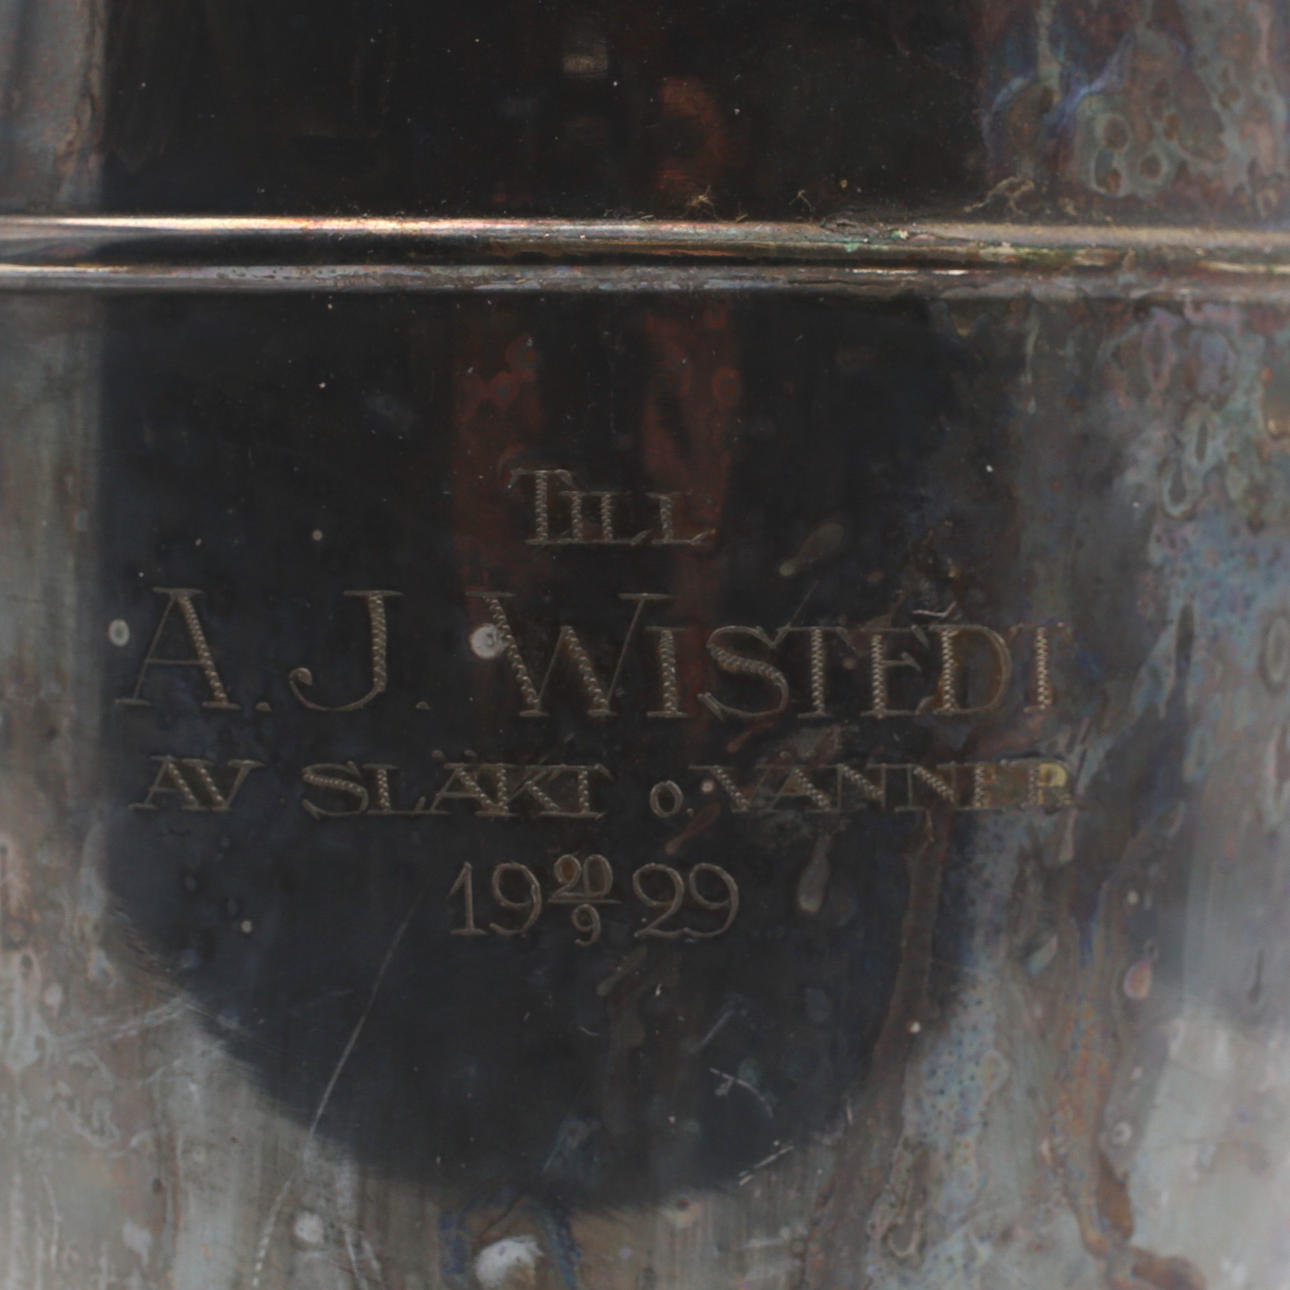 TILL
A.J. WISTEDT
AV SLÄKT o. VÄNNER
19 20/9 29